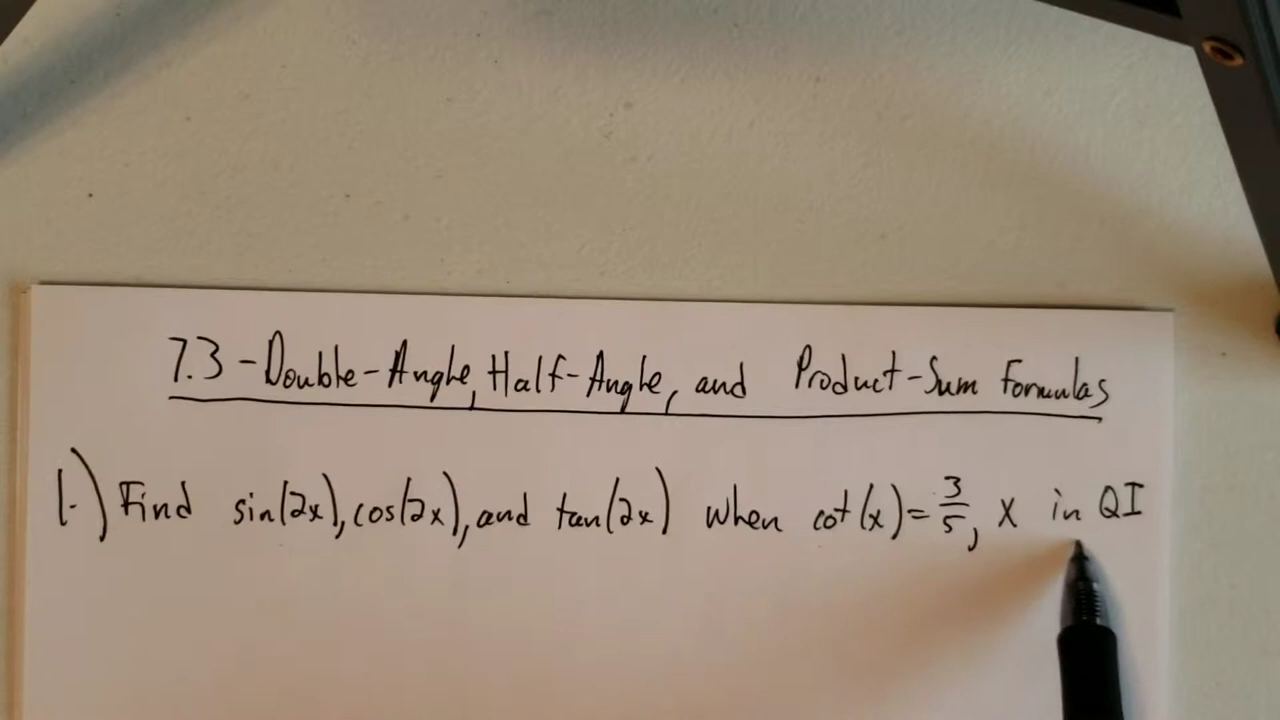 7.3-Double-Angle, Half-Angle, and Product-Sum Formulas
1.) Find sin(2x), cos(2x), and tan(2x) when cot(x)=3/5, x in QI